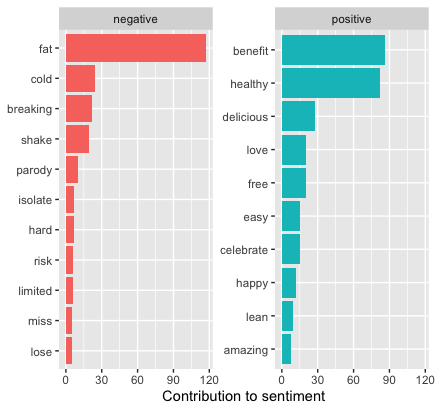 negative
fat
cold
breaking
shake
parody
isolate
hard
risk
limited
miss
lose
0 30 60 90 120
positive
benefit
healthy
delicious
love
free
easy
celebrate
happy
lean
amazing
0 30 60 90 120
Contribution to sentiment